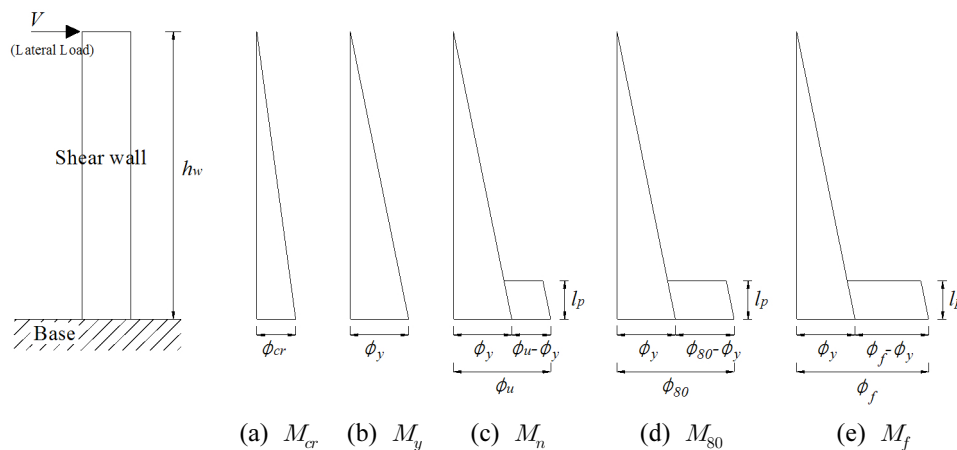 V
(Lateral Load)
Shear wall
h_w
Base
ϕ_cr
ϕ_y
l_p
ϕ_y ϕ_u-ϕ_y
ϕ_u
l_p
ϕ_y ϕ_80-ϕ_y
ϕ_80
l_p
ϕ_y ϕ_f-ϕ_y
ϕ_f
(a) M_cr (b) M_y (c) M_n (d) M_80 (e) M_f